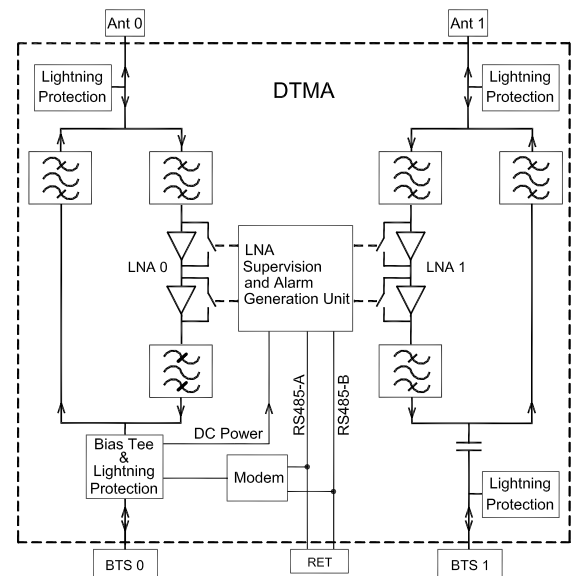 Ant 0
Ant 1
Lightning
Protection
DTMA
Lightning
Protection
LNA 0
LNA
Supervision
and Alarm
Generation Unit
LNA 1
DC Power
RS485-A
RS485-B
Bias Tee
&
Lightning
Protection
Modem
Lightning
Protection
BTS 0
RET
BTS 1